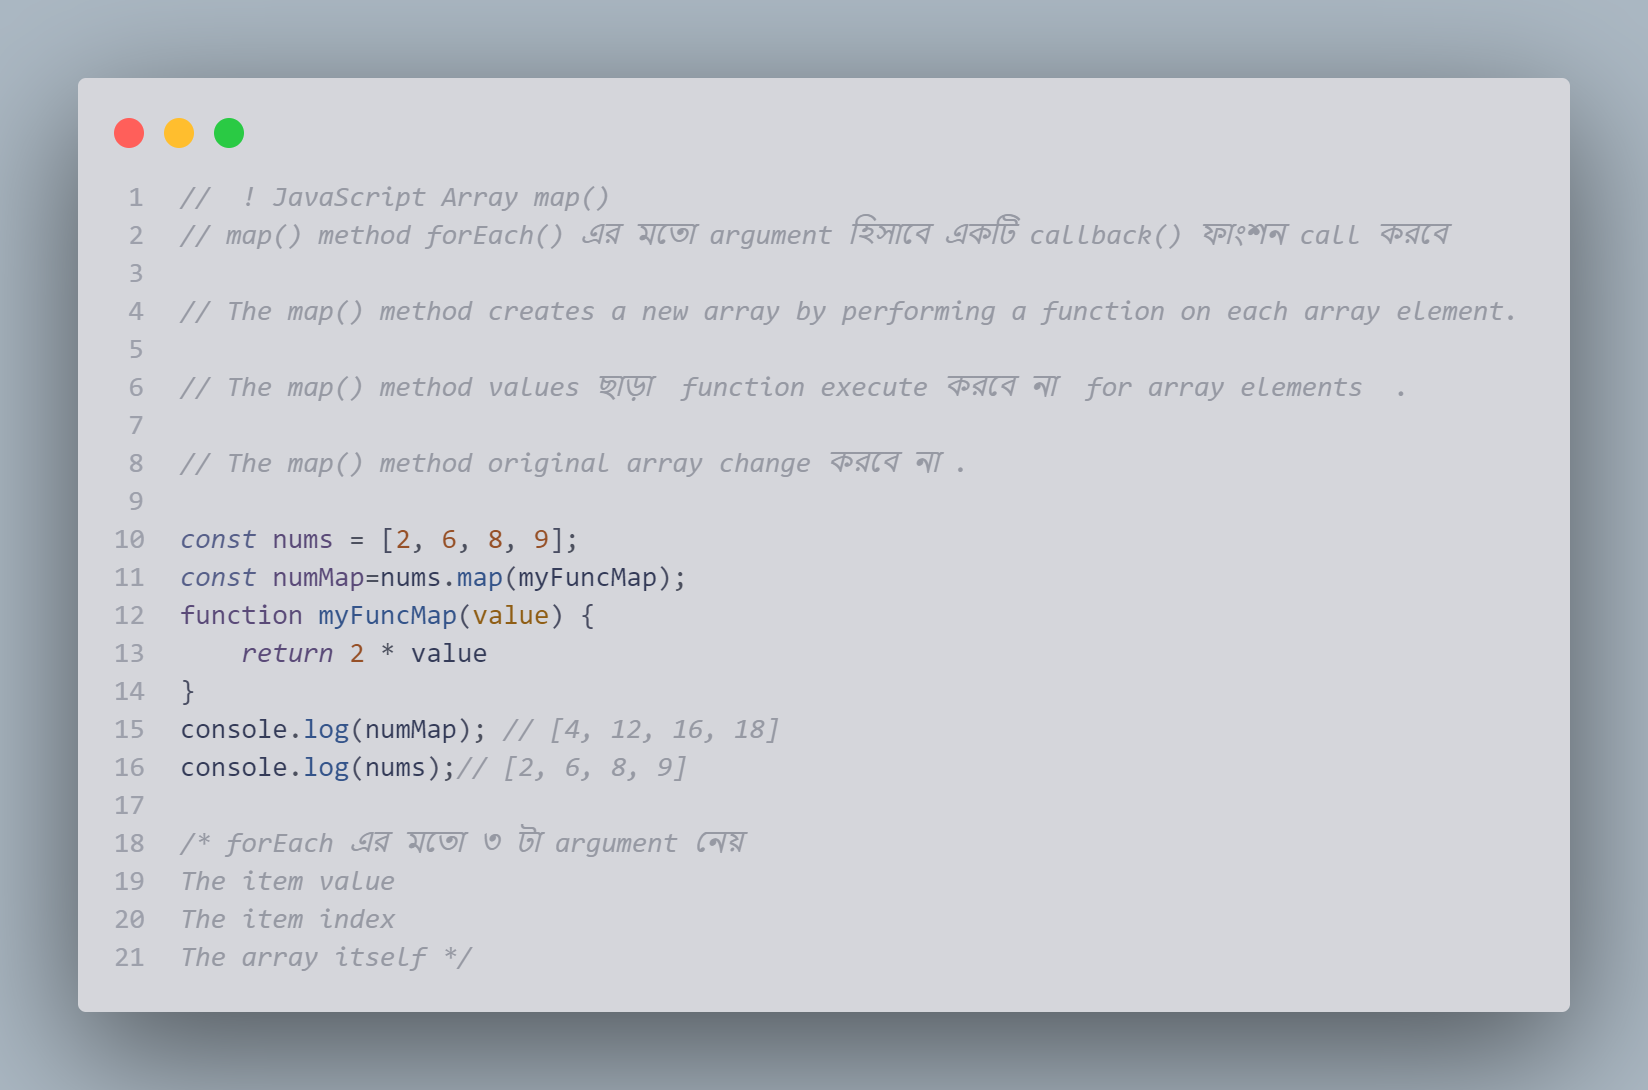 1 //  ! JavaScript Array map()
2 // map() method forEach() এর মতো argument হিসাবে একটি callback() ফাংশন call করবে
3
4 // The map() method creates a new array by performing a function on each array element.
5
6 // The map() method values ছাড়া  function execute করবে না  for array elements  .
7
8 // The map() method original array change করবে না .
9
10 const nums = [2, 6, 8, 9];
11 const numMap=nums.map(myFuncMap);
12 function myFuncMap(value) {
13     return 2 * value
14 }
15 console.log(numMap); // [4, 12, 16, 18]
16 console.log(nums);// [2, 6, 8, 9]
17
18 /* forEach এর মতো ৩ টা argument নেয়
19 The item value
20 The item index
21 The array itself */